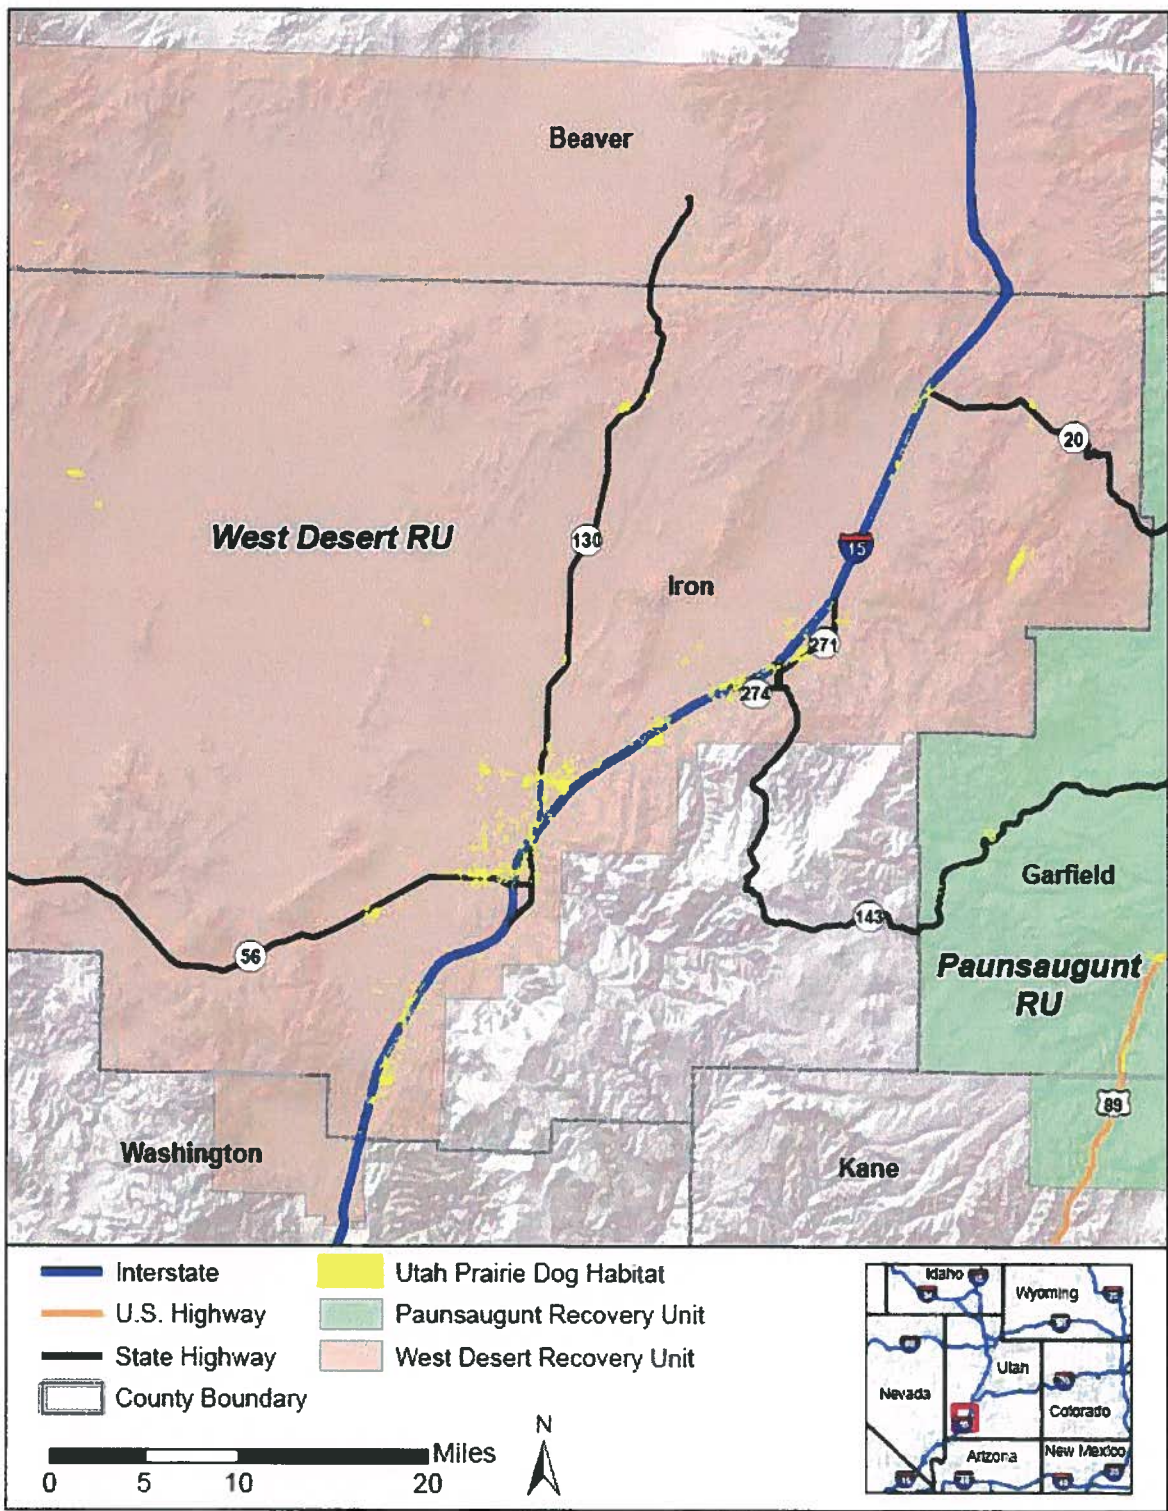 Beaver
20
West Desert RU
130
15
Iron
271
274
Garfield
143
56
Paunsaugunt
RU
89
Washington
Kane
Interstate
U.S. Highway
State Highway
County Boundary
Utah Prairie Dog Habitat
Paunsaugunt Recovery Unit
West Desert Recovery Unit
Miles
0 5 10 20
N
Idaho
Wyoming
Utah
Nevada
Colorado
Arizona
New Mexico